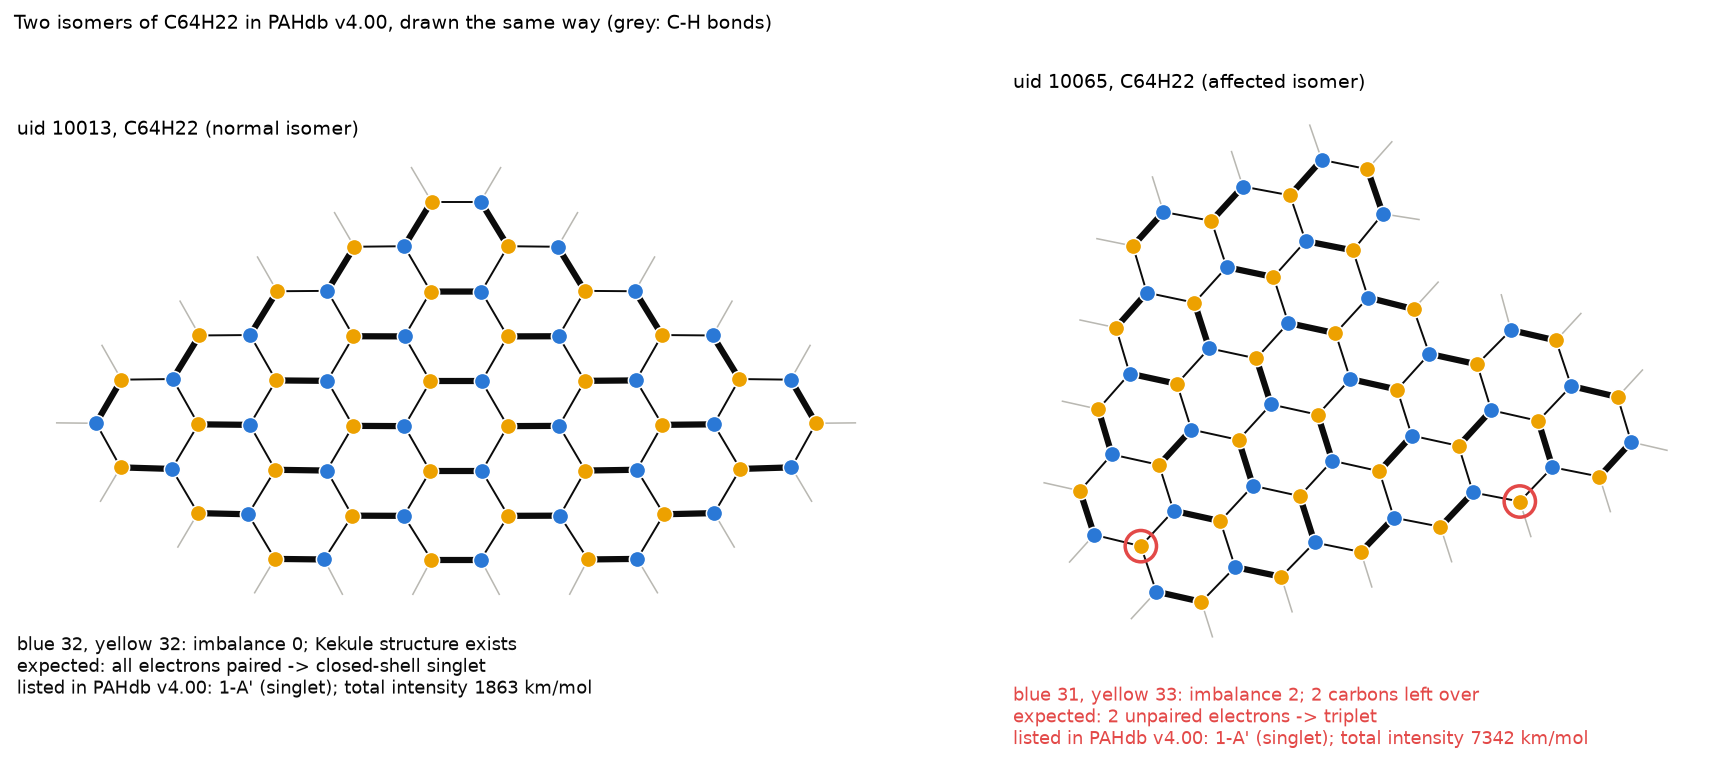 Two isomers of C64H22 in PAHdb v4.00, drawn the same way (grey: C-H bonds)
uid 10013, C64H22 (normal isomer)
blue 32, yellow 32: imbalance 0; Kekule structure exists
expected: all electrons paired -> closed-shell singlet
listed in PAHdb v4.00: 1-A' (singlet); total intensity 1863 km/mol
uid 10065, C64H22 (affected isomer)
blue 31, yellow 33: imbalance 2; 2 carbons left over
expected: 2 unpaired electrons -> triplet
listed in PAHdb v4.00: 1-A' (singlet); total intensity 7342 km/mol